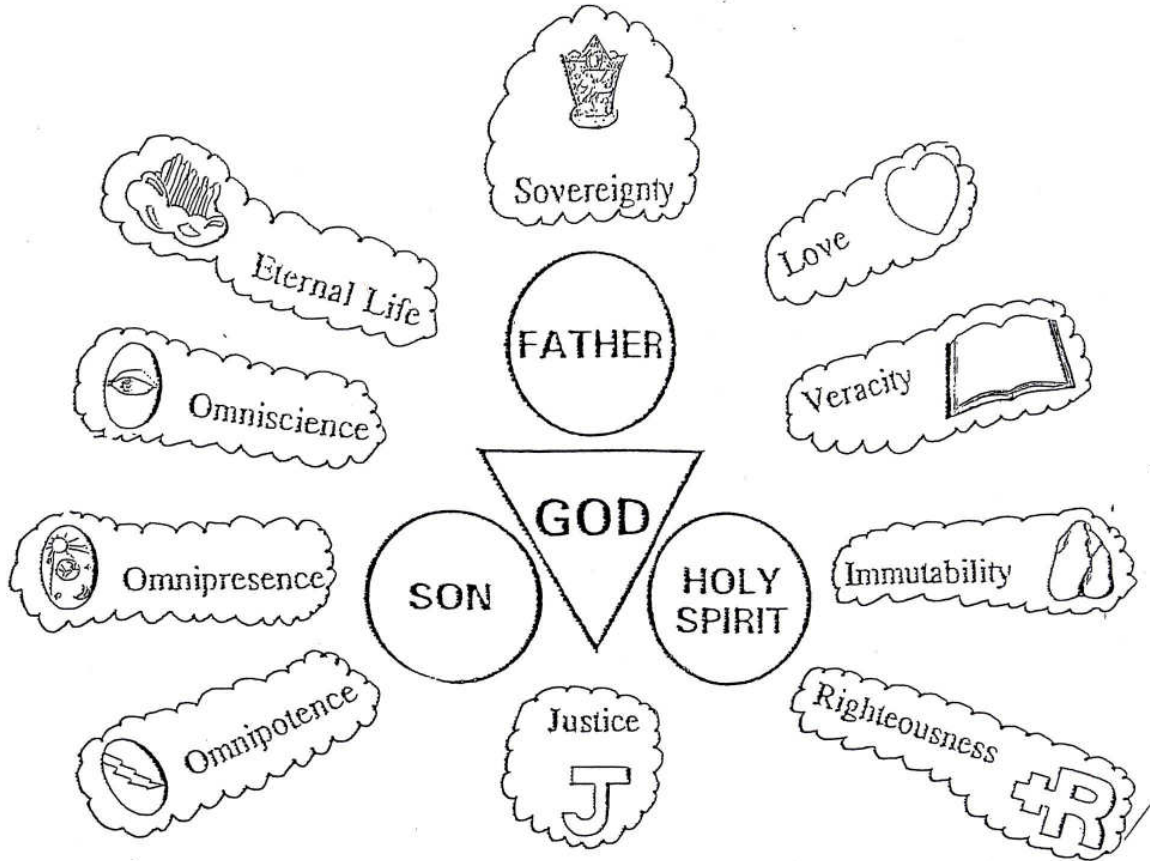 Sovereignty
Love
Eternal Life
FATHER
Veracity
Omniscience
GOD
Omnipresence
SON
HOLY
SPIRIT
Immutability
Omnipotence
Justice
J
Righteousness
+R